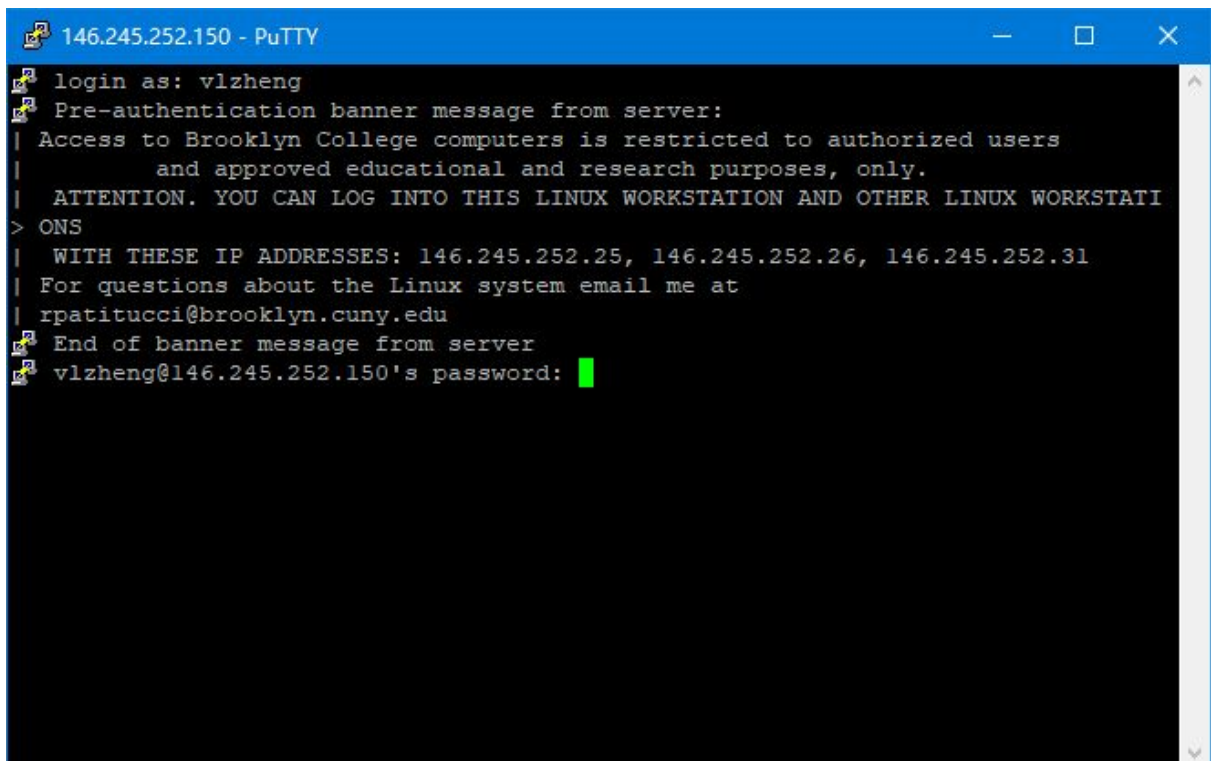 146.245.252.150 - PuTTY
login as: vlzheng
Pre-authentication banner message from server:
| Access to Brooklyn College computers is restricted to authorized users
|         and approved educational and research purposes, only.
|  ATTENTION. YOU CAN LOG INTO THIS LINUX WORKSTATION AND OTHER LINUX WORKSTATI
> ONS
|  WITH THESE IP ADDRESSES: 146.245.252.25, 146.245.252.26, 146.245.252.31
| For questions about the Linux system email me at
| rpatitucci@brooklyn.cuny.edu
End of banner message from server
vlzheng@146.245.252.150's password: